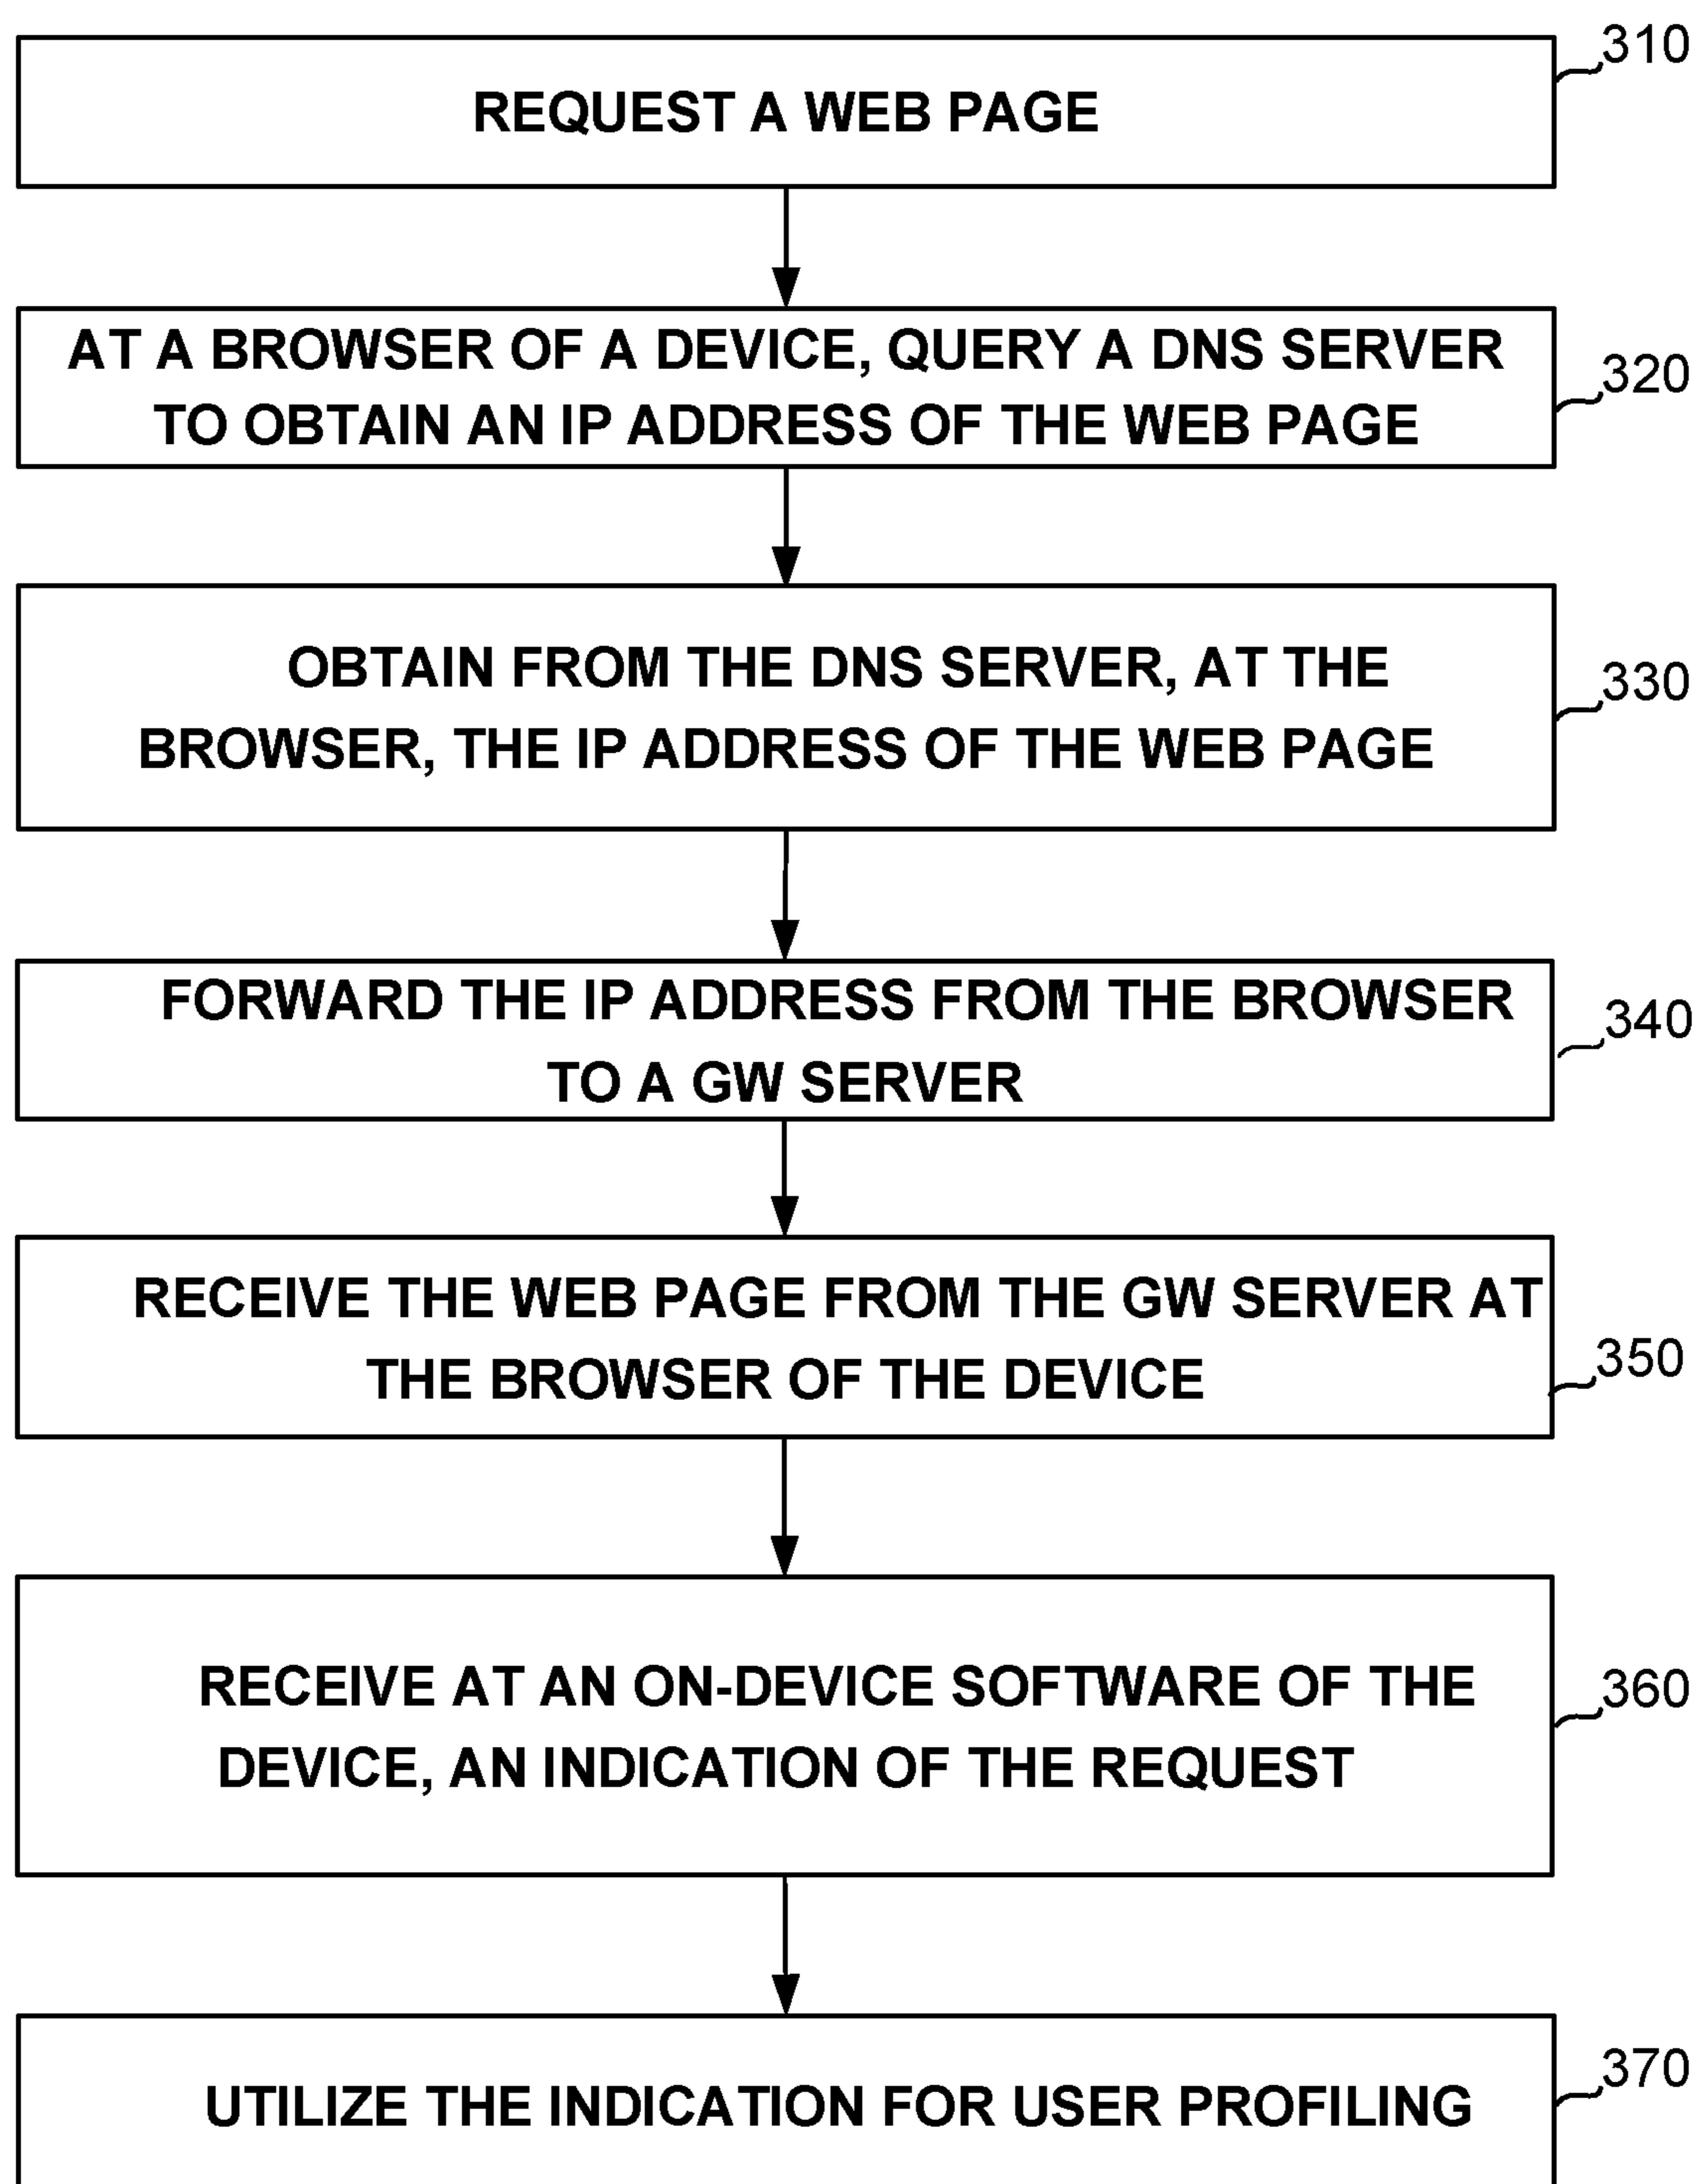 310
REQUEST A WEB PAGE
AT A BROWSER OF A DEVICE, QUERY A DNS SERVER
320
TO OBTAIN AN IP ADDRESS OF THE WEB PAGE
OBTAIN FROM THE DNS SERVER, AT THE
330
BROWSER, THE IP ADDRESS OF THE WEB PAGE
FORWARD THE IP ADDRESS FROM THE BROWSER
340
TO A GW SERVER
RECEIVE THE WEB PAGE FROM THE GW SERVER AT
350
THE BROWSER OF THE DEVICE
RECEIVE AT AN ON-DEVICE SOFTWARE OF THE
360
DEVICE, AN INDICATION OF THE REQUEST
370
UTILIZE THE INDICATION FOR USER PROFILING